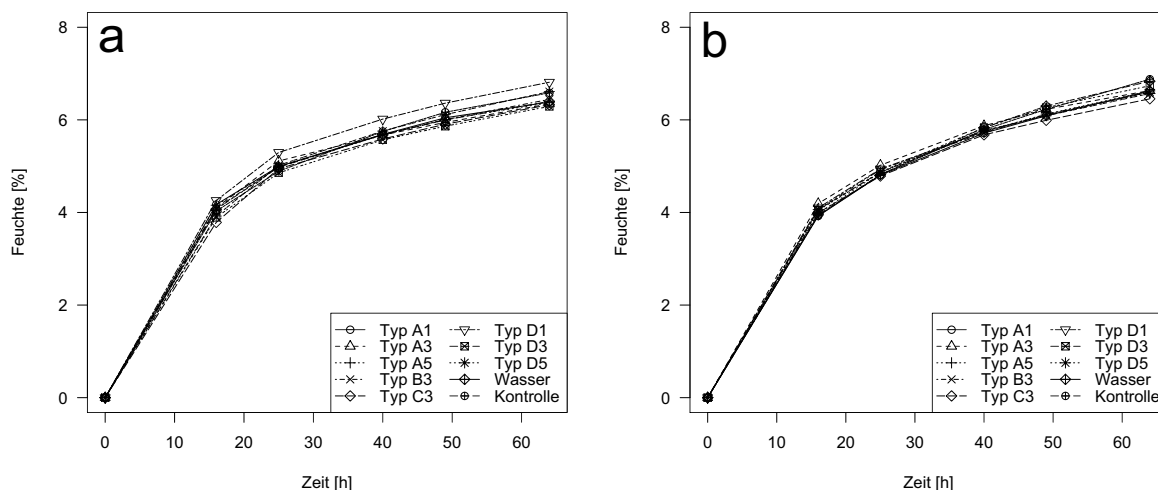 a
8
6
4
2
0
Feuchte [%]
Typ A1
Typ A3
Typ A5
Typ B3
Typ C3
Typ D1
Typ D3
Typ D5
Wasser
Kontrolle
0 10 20 30 40 50 60
Zeit [h]
b
8
6
4
2
0
Feuchte [%]
Typ A1
Typ A3
Typ A5
Typ B3
Typ C3
Typ D1
Typ D3
Typ D5
Wasser
Kontrolle
0 10 20 30 40 50 60
Zeit [h]